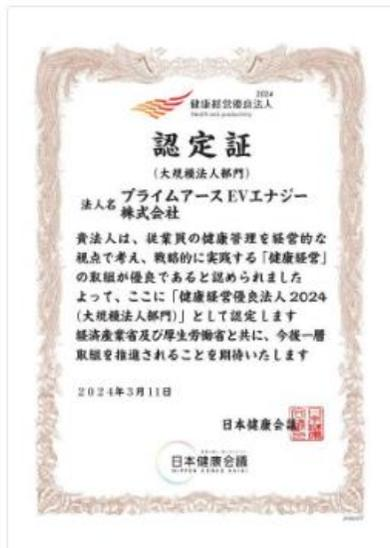 2024
健康経営優良法人
Health and productivity
認定証
(大規模法人部門)
法人名 プライムアース EVエナジー
株式会社
貴法人は、従業員の健康管理を経営的な
視点で考え、戦略的に実践する「健康経営」
の取組が優良であると認められました
よって、ここに「健康経営優良法人2024
(大規模法人部門)」として認定します
経済産業省及び厚生労働省と共に、今後一層
取組を推進されることを期待いたします
2024年3月11日
日本健康会議
日本健康会議
NIPPON KENKO KAIGI